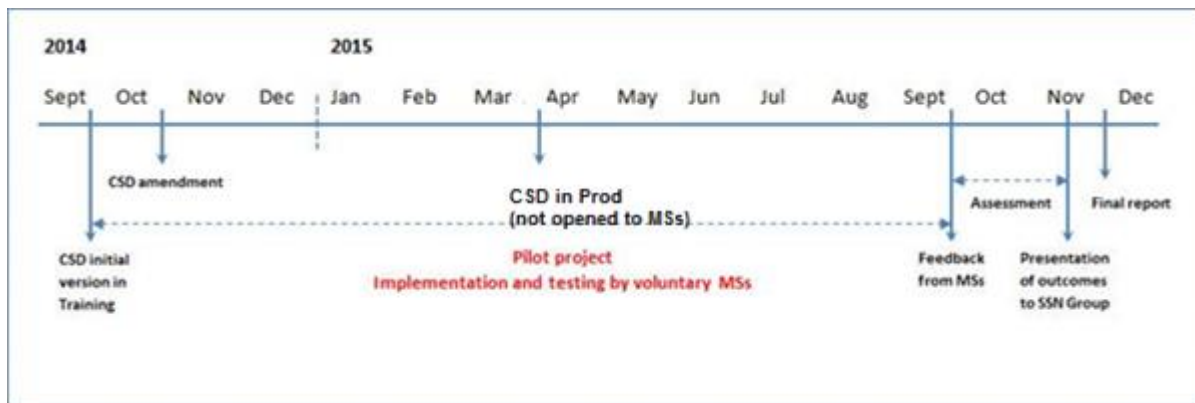 2014 2015
Sept Oct Nov Dec Jan Feb Mar Apr May Jun Jul Aug Sept Oct Nov Dec
CSD amendment
CSD in Prod
(not opened to MSs)
Assessment
Final report
CSD initial
version in
Training
Pilot project
Implementation and testing by voluntary MSs
Feedback
from MSs
Presentation
of outcomes
to SSN Group